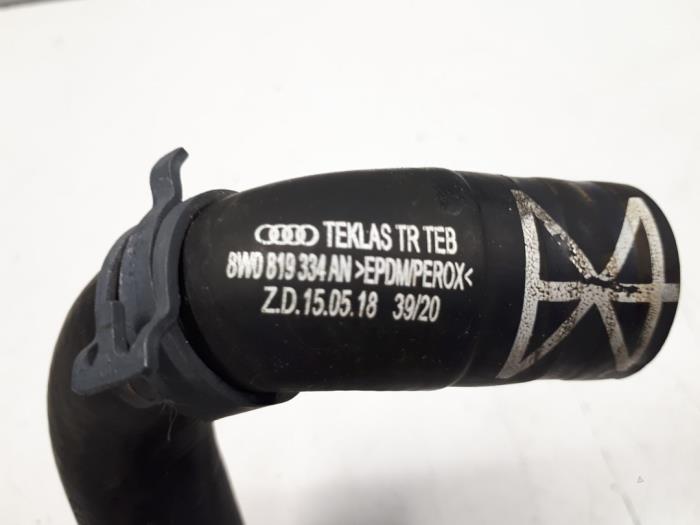 TEKLAS TR TEB
8W0 819 334 AN >EPDM/PEROX<
Z.D.15.05.18 39/20